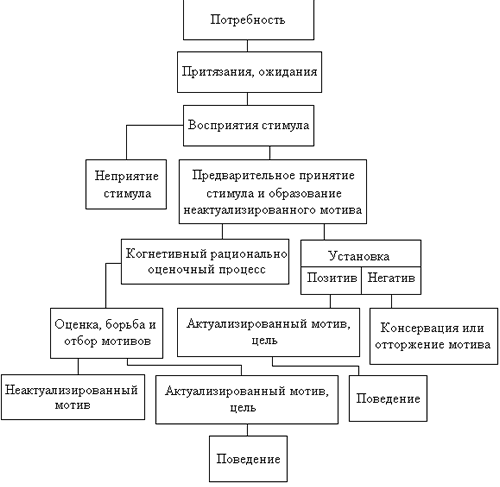 Потребность
Притязания, ожидания
Восприятия стимула
Неприятие
стимула
Предварительное принятие
стимула и образование
неактуализированного мотива
Когнетивный рационально
оценочный процесс
Установка
Позитив
Негатив
Оценка, борьба и
отбор мотивов
Актуализированный мотив,
цель
Консервация или
отторжение мотива
Неактуализированный
мотив
Актуализированный мотив,
цель
Поведение
Поведение